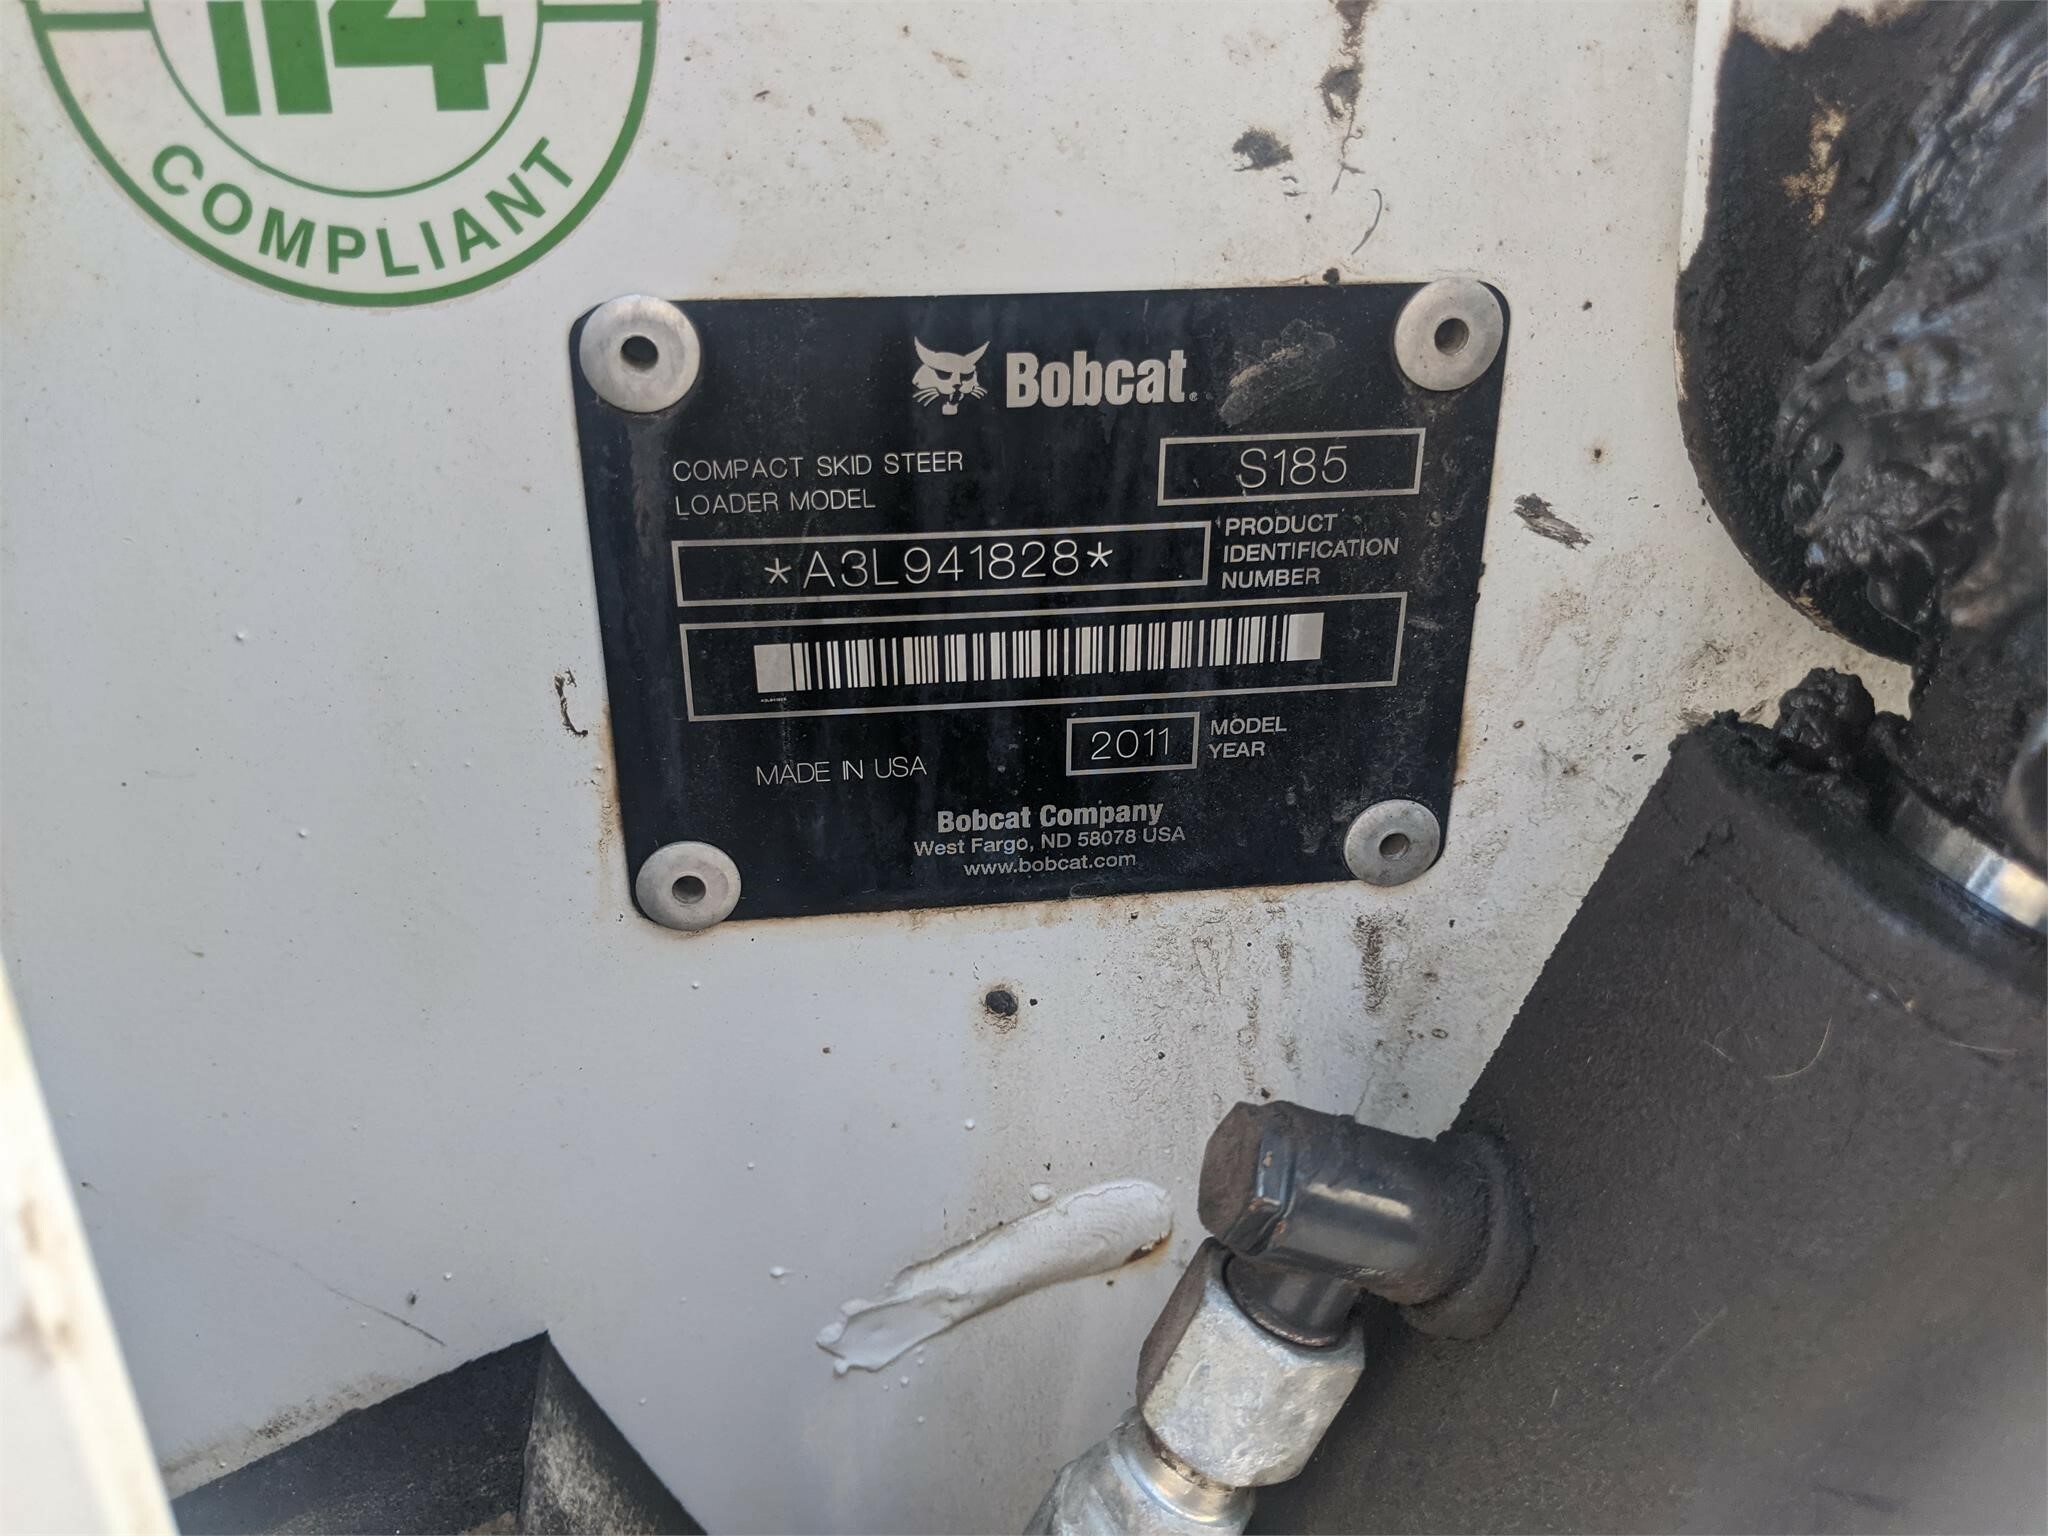 COMPLIANT
Bobcat®
COMPACT SKID STEER
LOADER MODEL
S185
*A3L941828*
PRODUCT
IDENTIFICATION
NUMBER
A3L941828
MADE IN USA
2011
MODEL
YEAR
Bobcat Company
West Fargo, ND 58078 USA
www.bobcat.com